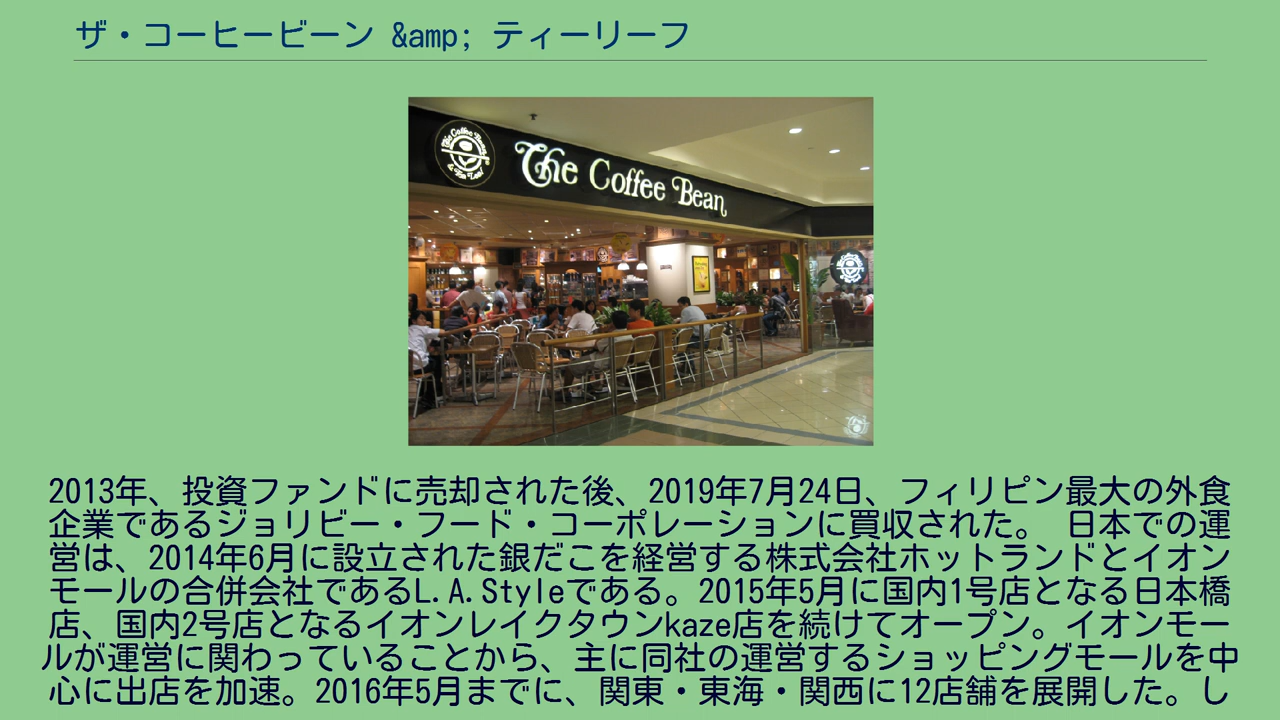 ザ・コーヒービーン &amp; ティーリーフ
The Coffee Bean
2013年、投資ファンドに売却された後、2019年7月24日、フィリピン最大の外食
企業であるジョリビー・フード・コーポレーションに買収された。 日本での運
営は、2014年6月に設立された銀だこを経営する株式会社ホットランドとイオン
モールの合併会社であるL.A.Styleである。2015年5月に国内1号店となる日本橋
店、国内2号店となるイオンレイクタウンkaze店を続けてオープン。イオンモー
ルが運営に関わっていることから、主に同社の運営するショッピングモールを中
心に出店を加速。2016年5月までに、関東・東海・関西に12店舗を展開した。し